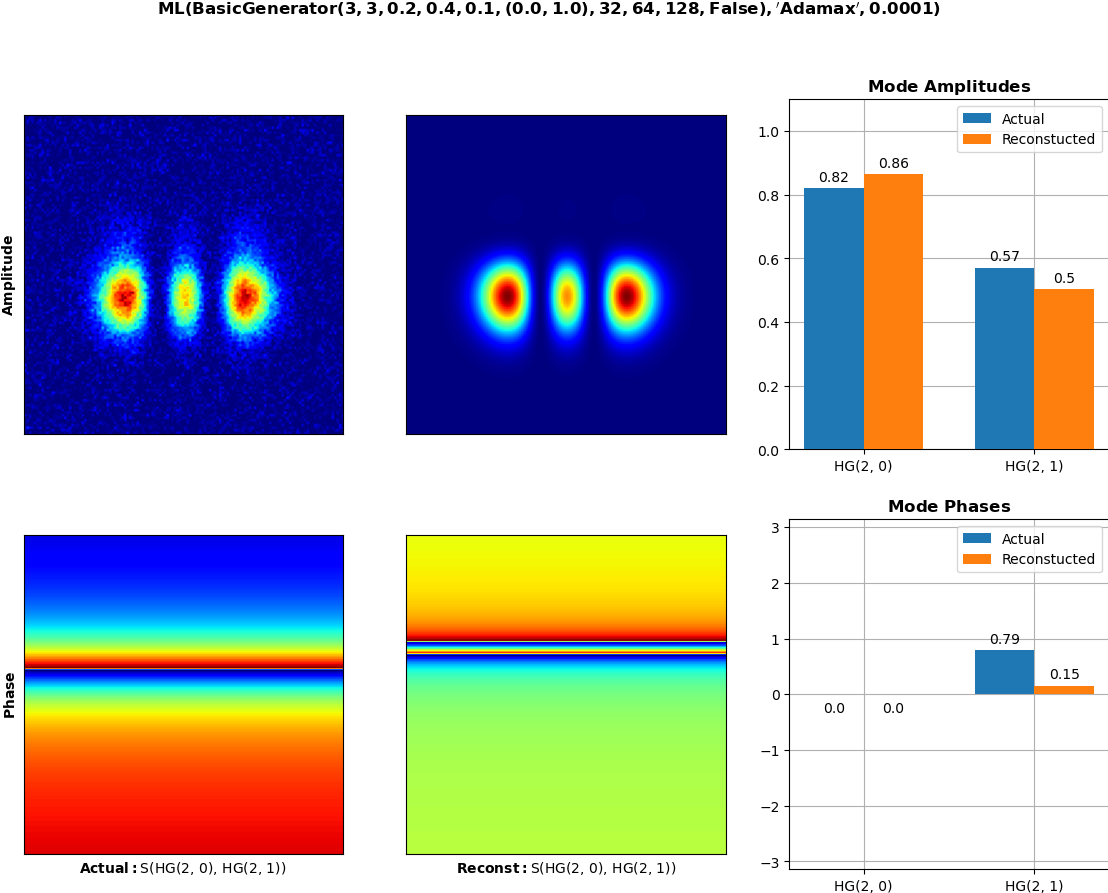 ML(BasicGenerator(3, 3, 0.2, 0.4, 0.1, (0.0, 1.0), 32, 64, 128, False), ′Adamax′, 0.0001)
Amplitude
Mode Amplitudes
Actual
Reconstucted
1.0
0.8
0.6
0.4
0.2
0.0
0.82
0.86
0.57
0.5
HG(2, 0)
HG(2, 1)
Phase
Actual: S(HG(2, 0), HG(2, 1))
Reconst: S(HG(2, 0), HG(2, 1))
Mode Phases
Actual
Reconstucted
3
2
1
0
−1
−2
−3
0.0
0.0
0.79
0.15
HG(2, 0)
HG(2, 1)